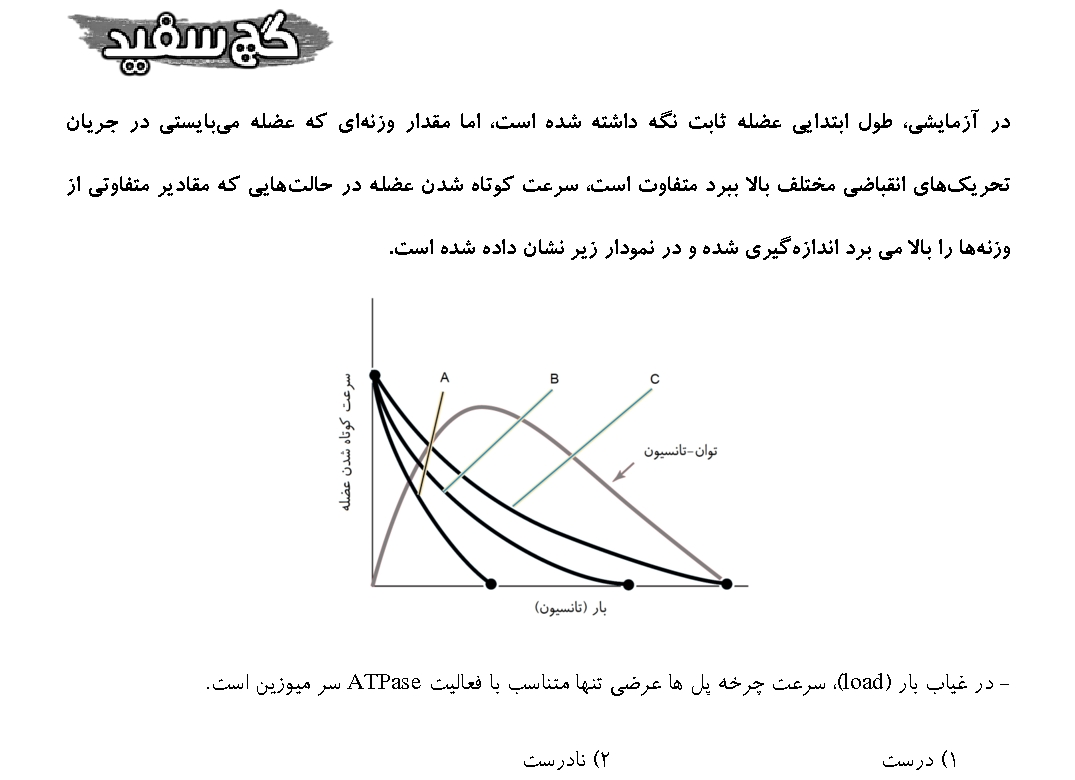 گچ سفید
در آزمایشی، طول ابتدایی عضله ثابت نگه داشته شده است، اما مقدار وزنه‌ای که عضله می‌بایستی در جریان
تحریک‌های انقباضی مختلف بالا ببرد متفاوت است، سرعت کوتاه شدن عضله در حالت‌هایی که مقادیر متفاوتی از
وزنه‌ها را بالا می برد اندازه‌گیری شده و در نمودار زیر نشان داده شده است.
A B C
توان-تانسیون
سرعت کوتاه شدن عضله
بار (تانسیون)
- در غیاب بار (load)، سرعت چرخه پل ها عرضی تنها متناسب با فعالیت ATPase سر میوزین است.
۱) درست ۲) نادرست